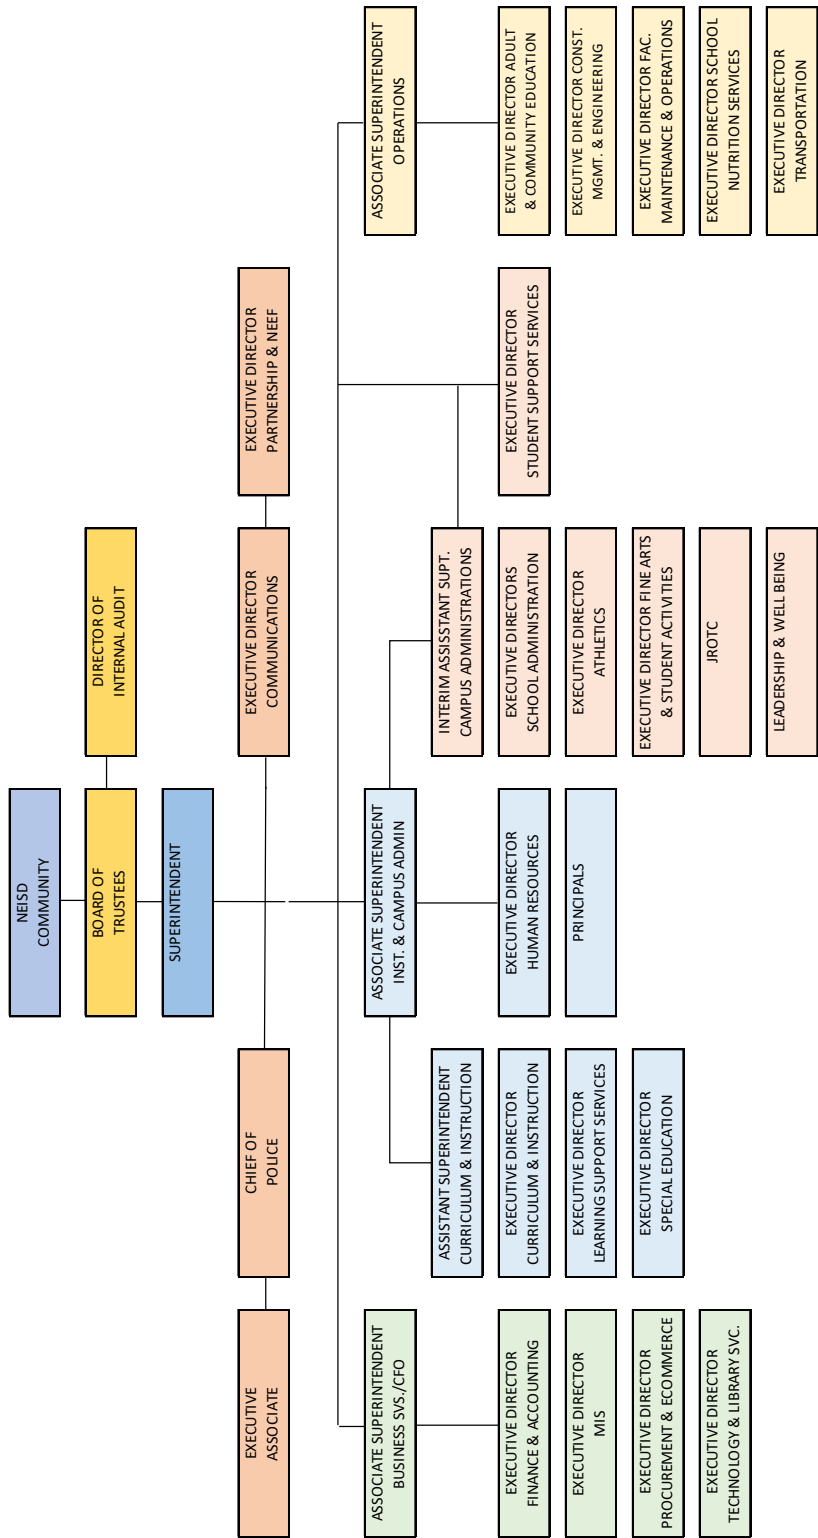 NEISD
COMMUNITY
BOARD OF
TRUSTEES
DIRECTOR OF
INTERNAL AUDIT
SUPERINTENDENT
EXECUTIVE
ASSOCIATE
CHIEF OF
POLICE
EXECUTIVE DIRECTOR
COMMUNICATIONS
EXECUTIVE DIRECTOR
PARTNERSHIP & NEEF
ASSOCIATE SUPERINTENDENT
BUSINESS SVS./CFO
ASSOCIATE SUPERINTENDENT
INST. & CAMPUS ADMIN
ASSOCIATE SUPERINTENDENT
OPERATIONS
ASSISTANT SUPERINTENDENT
CURRICULUM & INSTRUCTION
INTERIM ASSISSTANT SUPT.
CAMPUS ADMINISTRATIONS
EXECUTIVE DIRECTOR
FINANCE & ACCOUNTING
EXECUTIVE DIRECTOR
CURRICULUM & INSTRUCTION
EXECUTIVE DIRECTOR
HUMAN RESOURCES
EXECUTIVE DIRECTORS
SCHOOL ADMINISTRATION
EXECUTIVE DIRECTOR
STUDENT SUPPORT SERVICES
EXECUTIVE DIRECTOR ADULT
& COMMUNITY EDUCATION
EXECUTIVE DIRECTOR
MIS
EXECUTIVE DIRECTOR
LEARNING SUPPORT SERVICES
PRINCIPALS
EXECUTIVE DIRECTOR
ATHLETICS
EXECUTIVE DIRECTOR CONST.
MGMT. & ENGINEERING
EXECUTIVE DIRECTOR
PROCUREMENT & ECOMMERCE
EXECUTIVE DIRECTOR
SPECIAL EDUCATION
EXECUTIVE DIRECTOR FINE ARTS
& STUDENT ACTIVITIES
EXECUTIVE DIRECTOR FAC.
MAINTENANCE & OPERATIONS
EXECUTIVE DIRECTOR
TECHNOLOGY & LIBRARY SVC.
JROTC
EXECUTIVE DIRECTOR SCHOOL
NUTRITION SERVICES
LEADERSHIP & WELL BEING
EXECUTIVE DIRECTOR
TRANSPORTATION